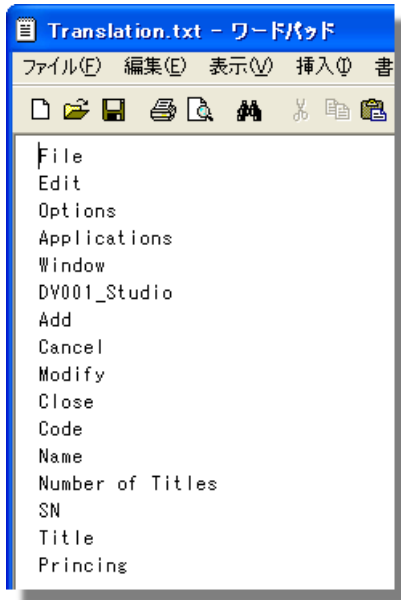 Translation.txt - ワードパッド
ファイル(F) 編集(E) 表示(V) 挿入(I) 書
File
Edit
Options
Applications
Window
DV001_Studio
Add
Cancel
Modify
Close
Code
Name
Number of Titles
SN
Title
Princing